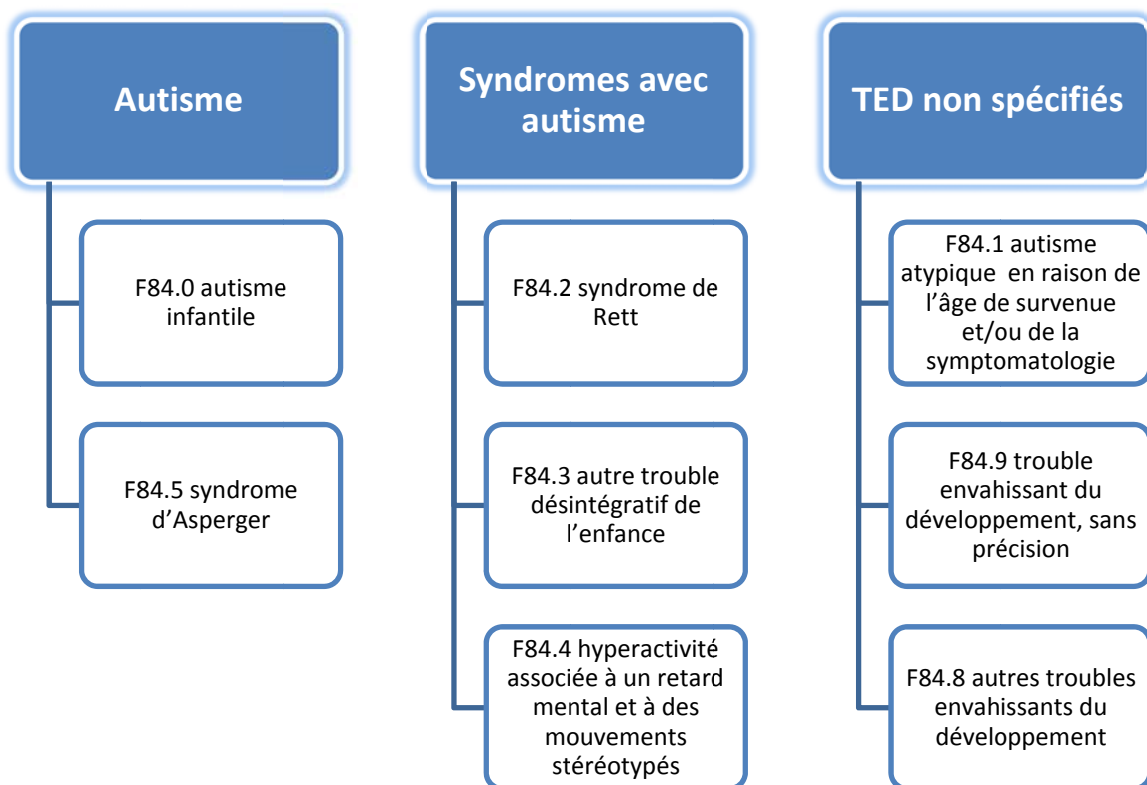 Autisme
F84.0 autisme
infantile
F84.5 syndrome
d’Asperger
Syndromes avec
autisme
F84.2 syndrome de
Rett
F84.3 autre trouble
désintégratif de
l’enfance
F84.4 hyperactivité
associée à un retard
mental et à des
mouvements
stéréotypés
TED non spécifiés
F84.1 autisme
atypique en raison de
l’âge de survenue
et/ou de la
symptomatologie
F84.9 trouble
envahissant du
développement, sans
précision
F84.8 autres troubles
envahissants du
développement